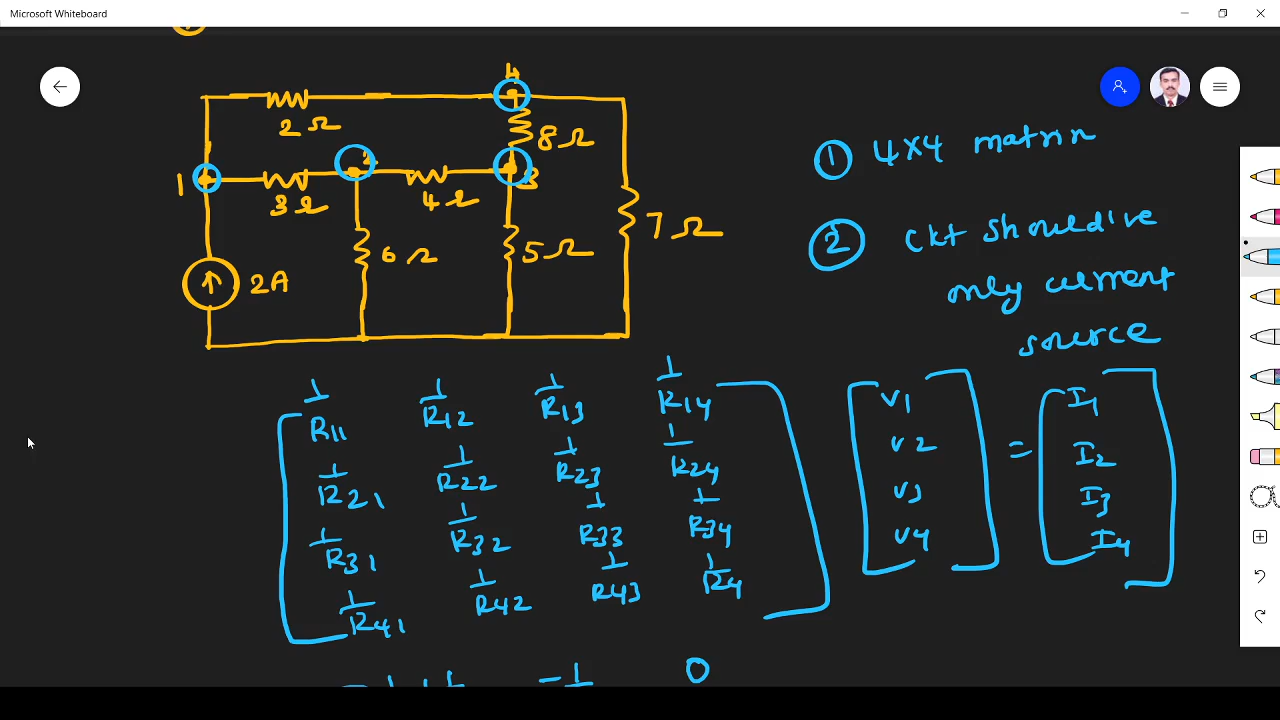 Microsoft Whiteboard
4
2 Ω
8 Ω
1
2
3
3 Ω
4 Ω
6 Ω
5 Ω
7 Ω
2A
① 4x4 matrix
② ckt should've
only current
source
1/R11 1/R12 1/R13 1/R14
1/R21 1/R22 1/R23 1/R24
1/R31 1/R32 1/R33 1/R34
1/R41 1/R42 1/R43 1/R4
V1
V2
V3
V4
=
I1
I2
I3
I4
0